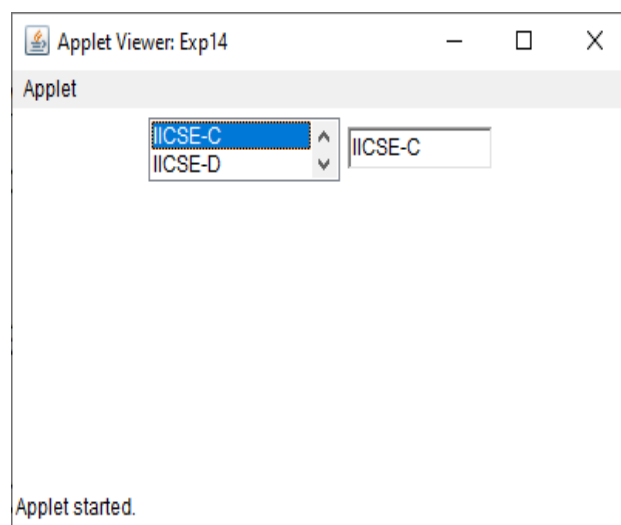 Applet Viewer: Exp14
Applet
IICSE-C
IICSE-D
IICSE-C
Applet started.